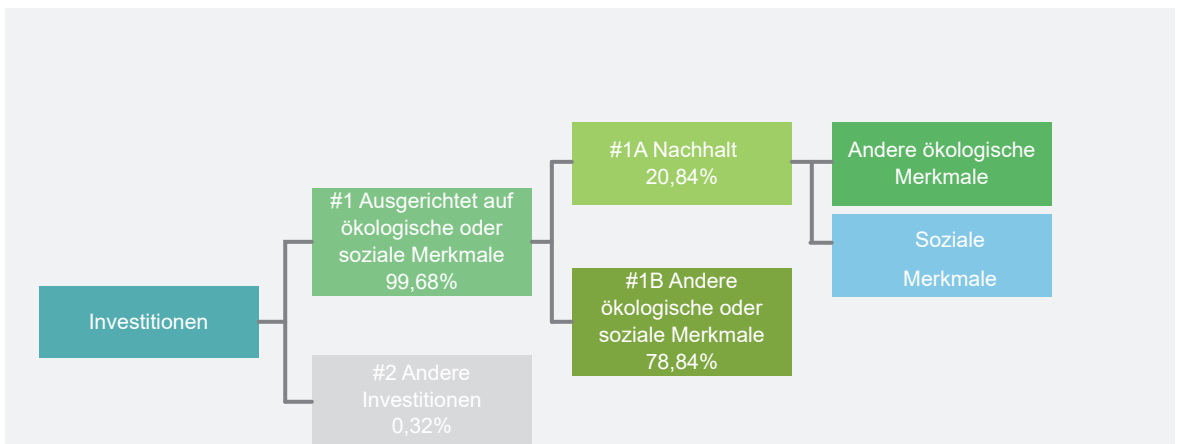 Investitionen
#1 Ausgerichtet auf
ökologische oder
soziale Merkmale
99,68%
#2 Andere
Investitionen
0,32%
#1A Nachhalt
20,84%
#1B Andere
ökologische oder
soziale Merkmale
78,84%
Andere ökologische
Merkmale
Soziale
Merkmale